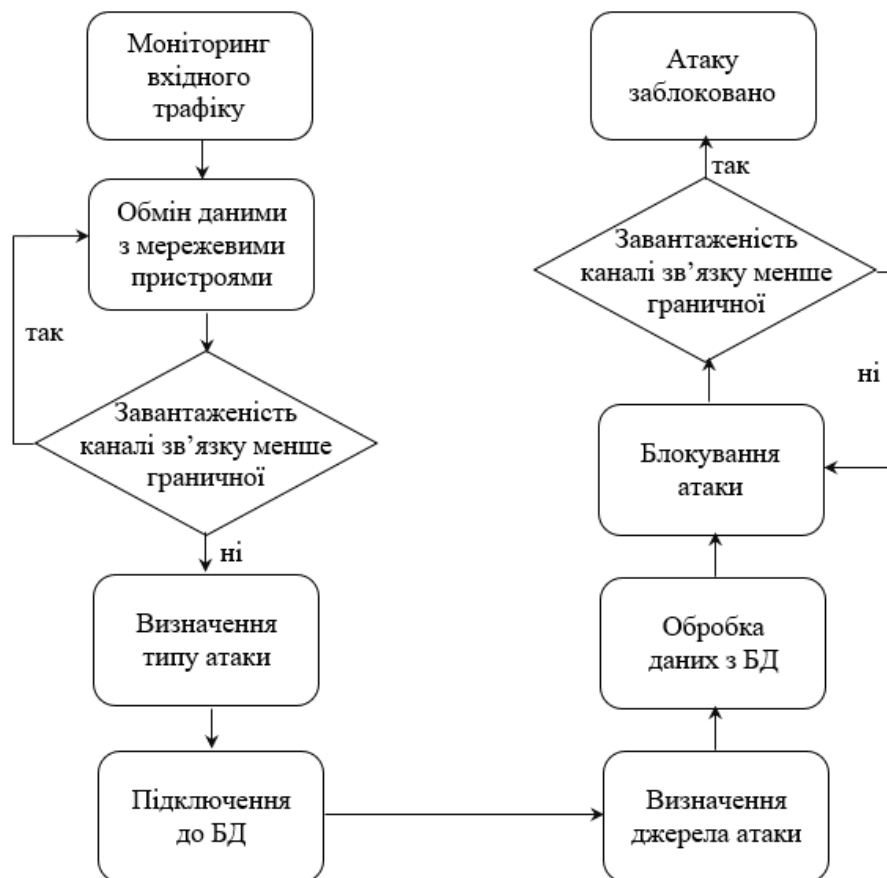 Моніторинг
вхідного
трафіку
Обмін даними
з мережевими
пристроями
так
Завантаженість
каналі зв’язку менше
граничної
ні
Визначення
типу атаки
Підключення
до БД
Визначення
джерела атаки
Обробка
даних з БД
Блокування
атаки
Завантаженість
каналі зв’язку менше
граничної
ні
так
Атаку
заблоковано